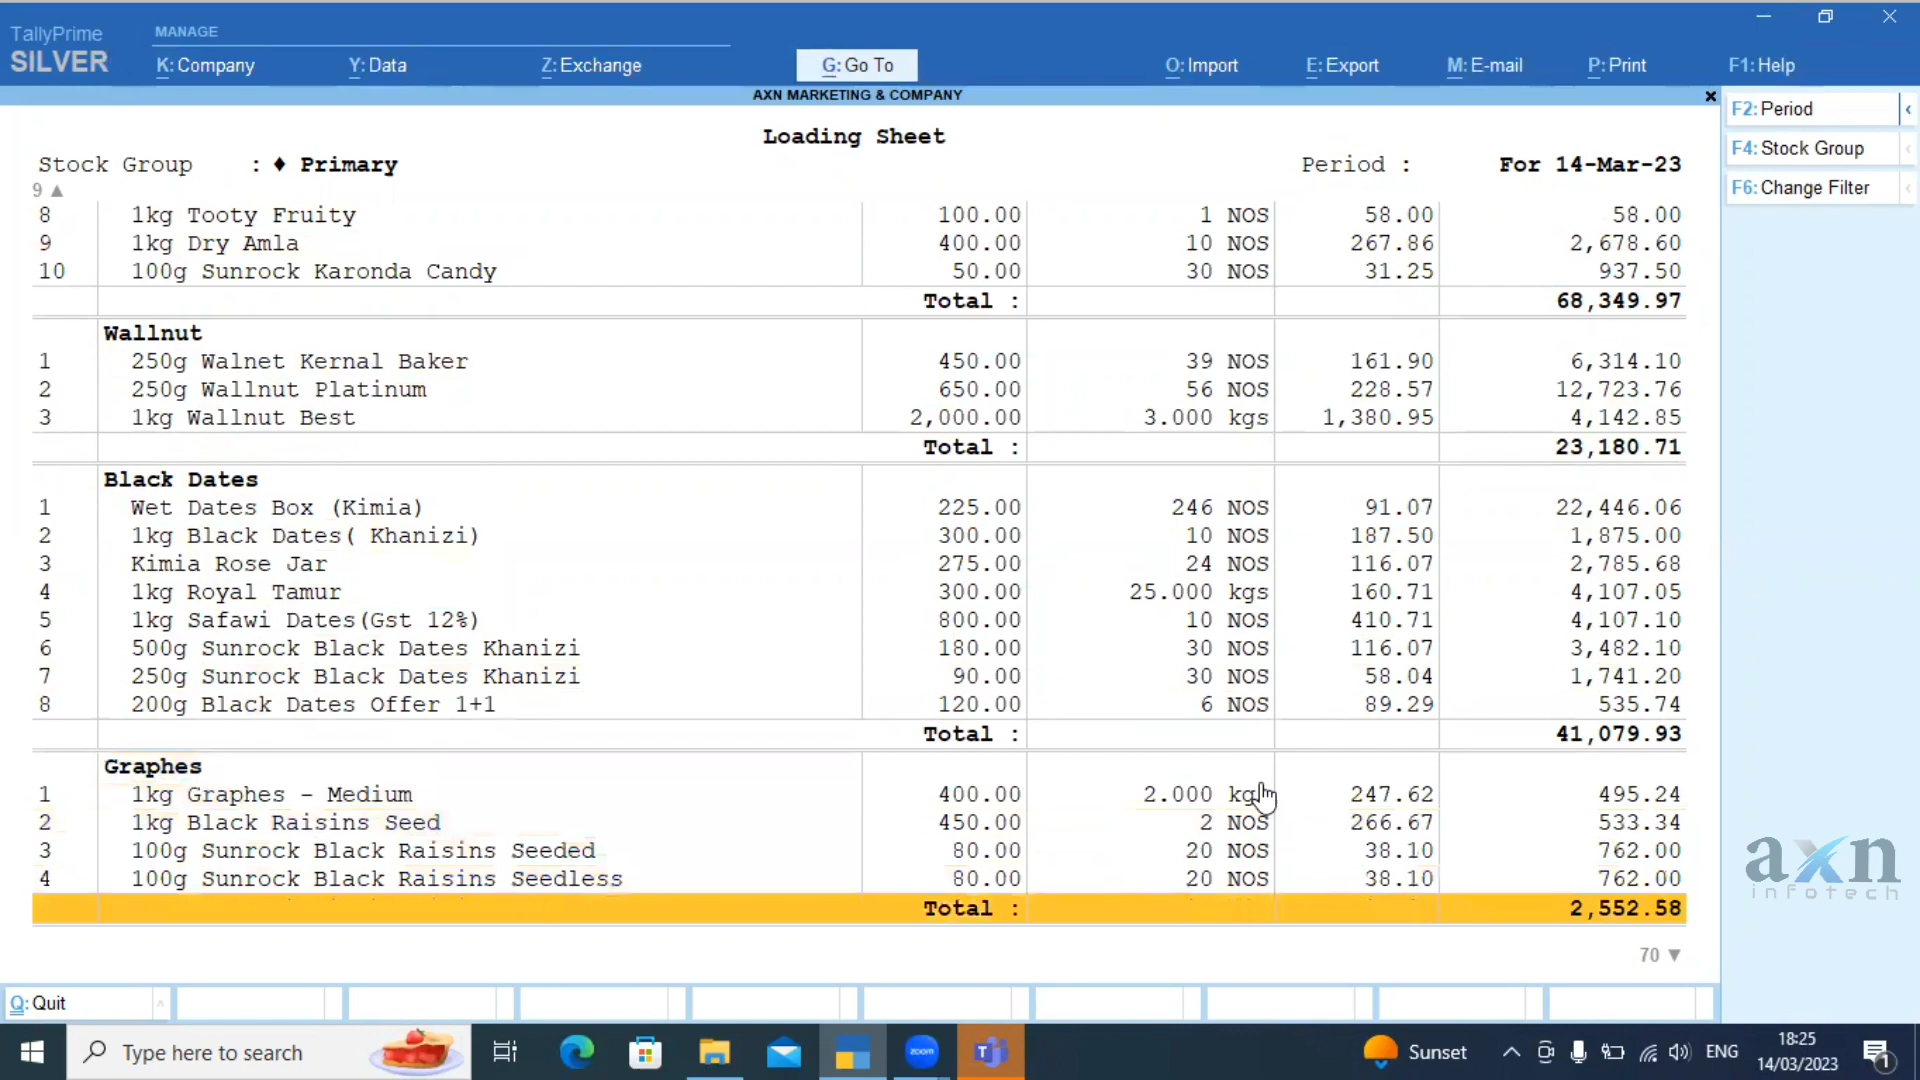 TallyPrime
SILVER
MANAGE
K: Company
Y: Data
Z: Exchange
G: Go To
O: Import
E: Export
M: E-mail
P: Print
F1: Help
AXN MARKETING & COMPANY
F2: Period
F4: Stock Group
F6: Change Filter
Loading Sheet
Stock Group : ♦ Primary Period : For 14-Mar-23
9 ▲
8 1kg Tooty Fruity 100.00 1 NOS 58.00 58.00
9 1kg Dry Amla 400.00 10 NOS 267.86 2,678.60
10 100g Sunrock Karonda Candy 50.00 30 NOS 31.25 937.50
Total : 68,349.97
Wallnut
1 250g Walnet Kernal Baker 450.00 39 NOS 161.90 6,314.10
2 250g Wallnut Platinum 650.00 56 NOS 228.57 12,723.76
3 1kg Wallnut Best 2,000.00 3.000 kgs 1,380.95 4,142.85
Total : 23,180.71
Black Dates
1 Wet Dates Box (Kimia) 225.00 246 NOS 91.07 22,446.06
2 1kg Black Dates( Khanizi) 300.00 10 NOS 187.50 1,875.00
3 Kimia Rose Jar 275.00 24 NOS 116.07 2,785.68
4 1kg Royal Tamur 300.00 25.000 kgs 160.71 4,107.05
5 1kg Safawi Dates(Gst 12%) 800.00 10 NOS 410.71 4,107.10
6 500g Sunrock Black Dates Khanizi 180.00 30 NOS 116.07 3,482.10
7 250g Sunrock Black Dates Khanizi 90.00 30 NOS 58.04 1,741.20
8 200g Black Dates Offer 1+1 120.00 6 NOS 89.29 535.74
Total : 41,079.93
Graphes
1 1kg Graphes - Medium 400.00 2.000 247.62 495.24
2 1kg Black Raisins Seed 450.00 2 NOS 266.67 533.34
3 100g Sunrock Black Raisins Seeded 80.00 20 NOS 38.10 762.00
4 100g Sunrock Black Raisins Seedless 80.00 20 NOS 38.10 762.00
Total : 2,552.58
70 ▼
axn
infotech
Q: Quit
Type here to search
zoom
Sunset
ENG
18:25
14/03/2023
1